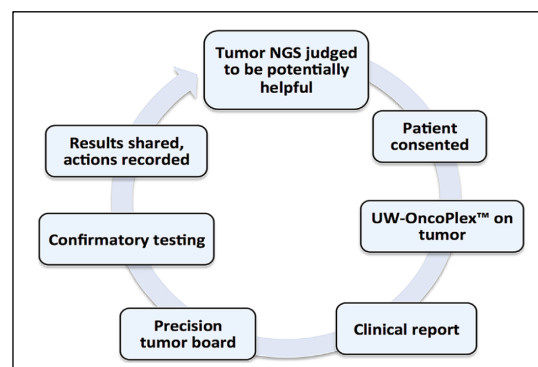 Tumor NGS judged
to be potentially
helpful
Patient
consented
UW-OncoPlex™ on
tumor
Clinical report
Precision
tumor board
Confirmatory testing
Results shared,
actions recorded